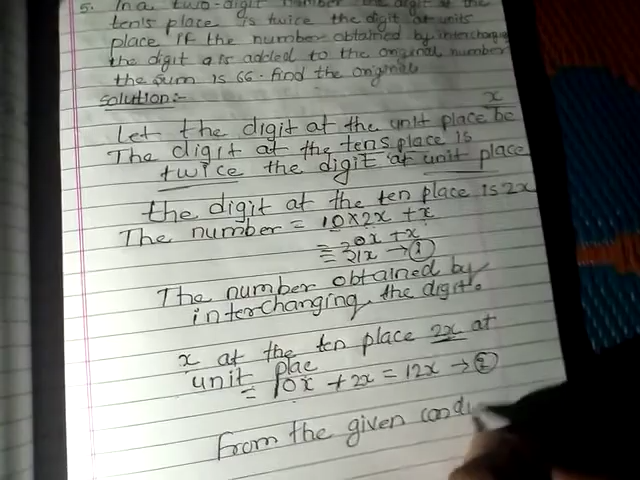 5. In a two-digit number the digit at the
ten's place is twice the digit at units
place If the number obtained by interchanging
the digit is added to the original number
the sum is 66. find the original
solution:-
Let the digit at the unit place be x
The digit at the tens place is
twice the digit at unit place
the digit at the ten place is 2x
The number = 10×2x + x
= 20x + x
= 21x → ①
The number obtained by
interchanging the digits.
x at the ten place 2x at
unit plac
= 10x + 2x = 12x → ②
from the given condi